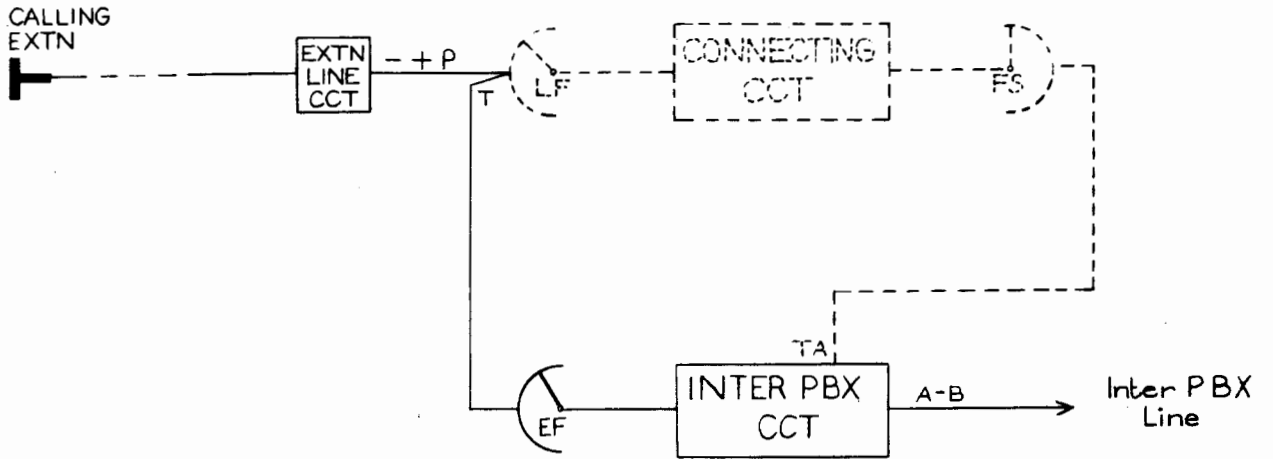 CALLING
EXTN
EXTN
LINE
CCT
- + P
T
LF
CONNECTING
CCT
FS
TA
EF
INTER PBX
CCT
A-B
Inter PBX
Line